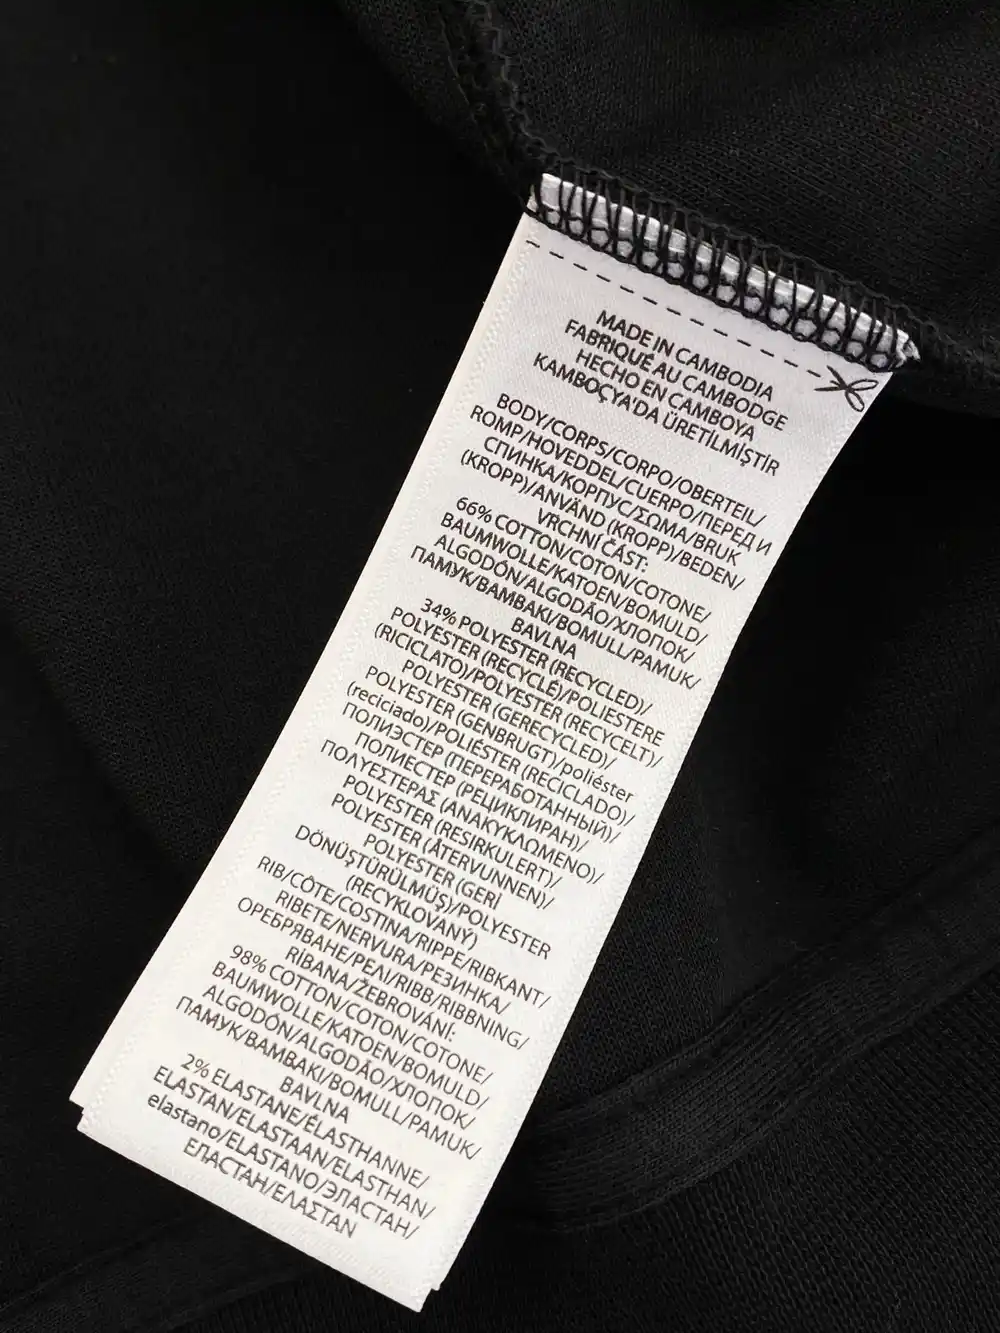 MADE IN CAMBODIA
FABRIQUÉ AU CAMBODGE
HECHO EN CAMBOYA
KAMBOÇYA'DA ÜRETİLMİŞTİR
BODY/CORPS/CORPO/OBERTEIL/
ROMP/HOVEDDEL/CUERPO/ПЕРЕД И
СПИНКА/КОРПУС/ΣΩΜΑ/BRUK
(KROPP)/ANVÄND (KROPP)/BEDEN/
VRCHNÍ ČÁST:
66% COTTON/COTON/COTONE/
BAUMWOLLE/KATOEN/BOMULD/
ALGODÓN/ALGODÃO/ХЛОПОК/
ПАМУК/ΒΑΜΒΑΚΙ/BOMULL/PAMUK/
BAVLNA
34% POLYESTER (RECYCLED)/
POLYESTER (RECYCLÉ)/POLIESTERE
(RICICLATO)/POLYESTER (RECYCELT)/
POLYESTER (GERECYCLED)/
POLYESTER (GENBRUGT)/poliéster
(reciclado)/POLIÉSTER (RECICLADO)/
ПОЛИЭСТЕР (ПЕРЕРАБОТАННЫЙ)/
ПОЛИЕСТЕР (РЕЦИКЛИРАН)/
ΠΟΛΥΕΣΤΕΡΑΣ (ΑΝΑΚΥΚΛΩΜΕΝΟ)/
POLYESTER (RESIRKULERT)/
POLYESTER (ÅTERVUNNEN)/
POLYESTER (GERİ
DÖNÜŞTÜRÜLMÜŞ)/POLYESTER
(RECYKLOVANÝ)
RIB/CÔTE/COSTINA/RIPPE/RIBKANT/
RIBETE/NERVURA/РЕЗИНКА/
ОРЕБРЯВАНЕ/ΡΕΛΙ/RIBB/RIBBNING/
RİBANA/ŽEBROVÁNÍ:
98% COTTON/COTON/COTONE/
BAUMWOLLE/KATOEN/BOMULD/
ALGODÓN/ALGODÃO/ХЛОПОК/
ПАМУК/ΒΑΜΒΑΚΙ/BOMULL/PAMUK/
BAVLNA
2% ELASTANE/ÉLASTHANNE/
ELASTAN/ELASTAAN/ELASTHAN/
elastano/ELASTANO/ЭЛАСТАН/
ЕЛАСТАН/ΕΛΑΣΤΑΝ